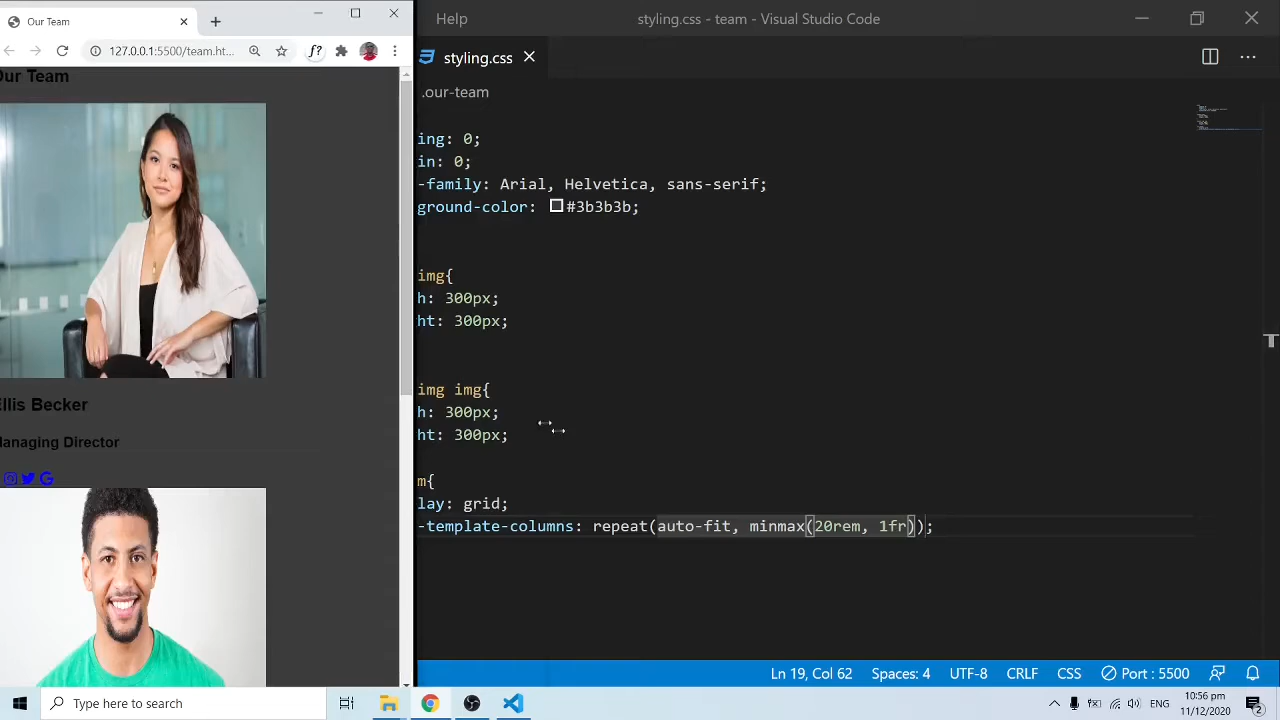 Our Team
127.0.0.1:5500/team.ht...
f?
Our Team
Ellis Becker
Managing Director
Help
styling.css - team - Visual Studio Code
styling.css
.our-team
ing: 0;
in: 0;
-family: Arial, Helvetica, sans-serif;
ground-color: #3b3b3b;
img{
h: 300px;
ht: 300px;
img img{
h: 300px;
ht: 300px;
m{
lay: grid;
-template-columns: repeat(auto-fit, minmax(20rem, 1fr));
Ln 19, Col 62
Spaces: 4
UTF-8
CRLF
CSS
Port : 5500
Type here to search
ENG
10:56 pm
11/12/2020
2